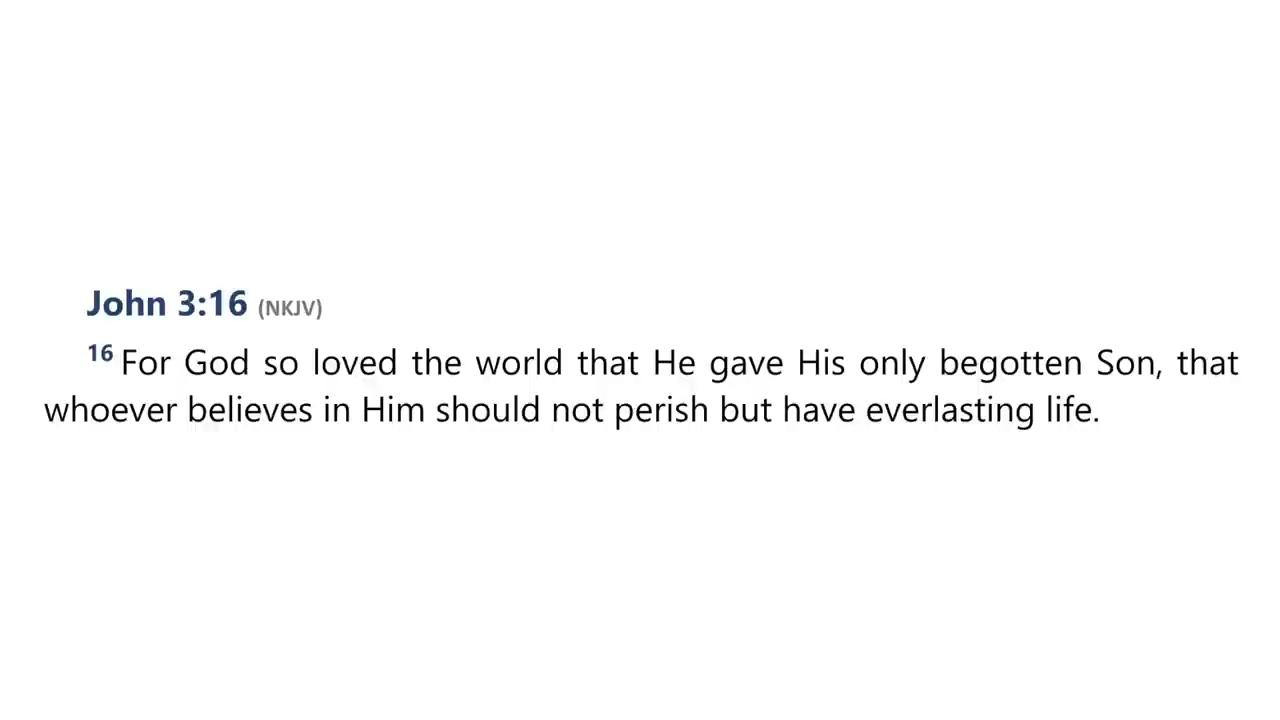 John 3:16 (NKJV)
16 For God so loved the world that He gave His only begotten Son, that
whoever believes in Him should not perish but have everlasting life.